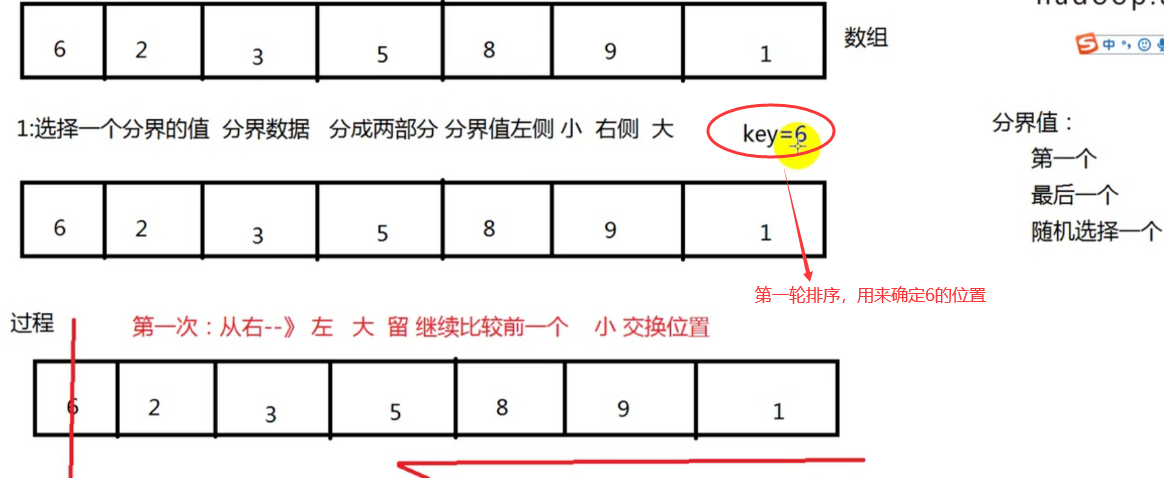 6 2 3 5 8 9 1 数组
中
1:选择一个分界的值 分界数据 分成两部分 分界值左侧 小 右侧 大 key=6
分界值：
第一个
最后一个
随机选择一个
6 2 3 5 8 9 1
第一轮排序，用来确定6的位置
过程 第一次：从右--》 左 大 留 继续比较前一个 小 交换位置
6 2 3 5 8 9 1